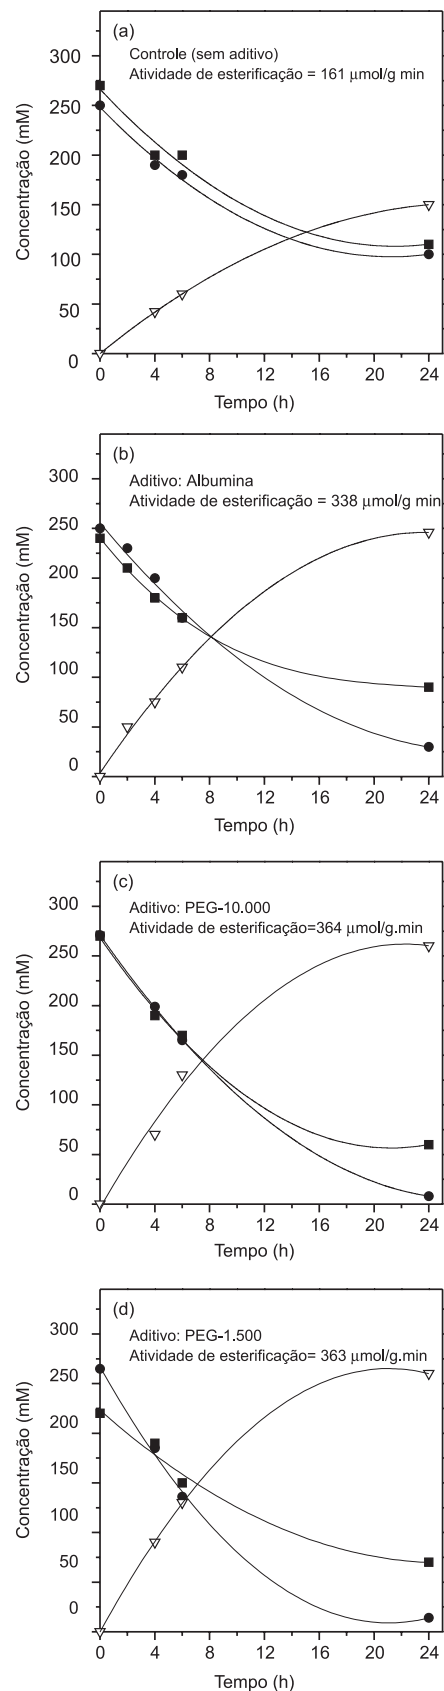 (a)
Controle (sem aditivo)
Atividade de esterificação = 161 μmol/g min
Concentração (mM)
300
250
200
150
100
50
0
0 4 8 12 16 20 24
Tempo (h)
(b)
Aditivo: Albumina
Atividade de esterificação = 338 μmol/g min
Concentração (mM)
300
250
200
150
100
50
0
0 4 8 12 16 20 24
Tempo (h)
(c)
Aditivo: PEG-10.000
Atividade de esterificação=364 μmol/g.min
Concentração (mM)
300
250
200
150
100
50
0
0 4 8 12 16 20 24
Tempo (h)
(d)
Aditivo: PEG-1.500
Atividade de esterificação= 363 μmol/g.min
Concentração (mM)
300
250
200
150
100
50
0
0 4 8 12 16 20 24
Tempo (h)